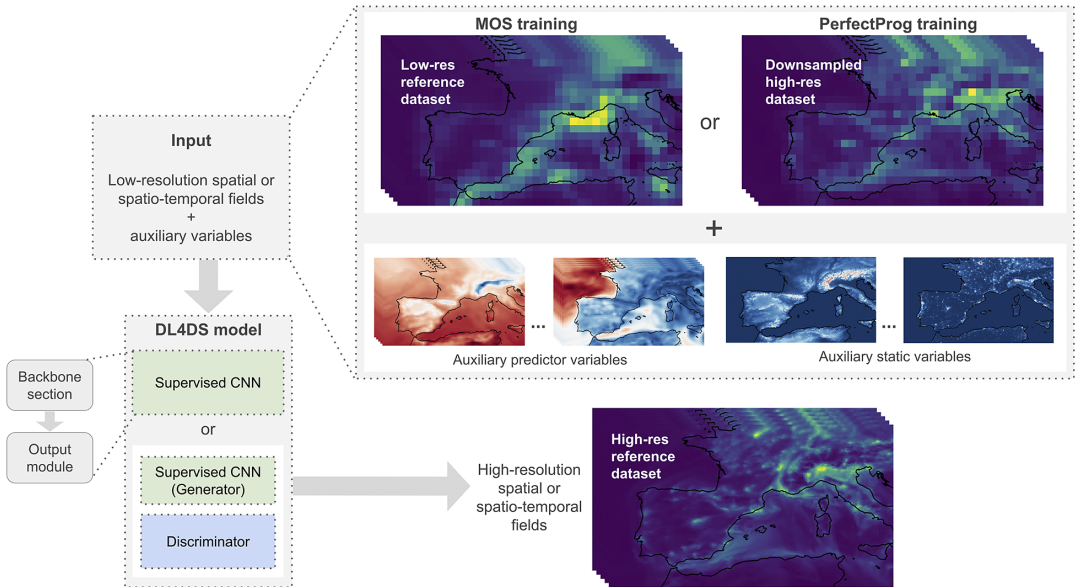 MOS training
PerfectProg training
Low-res
reference
dataset
or
Downsampled
high-res
dataset
+
Auxiliary predictor variables
...
Auxiliary static variables
...
Input
Low-resolution spatial or
spatio-temporal fields
+
auxiliary variables
DL4DS model
Supervised CNN
or
Supervised CNN
(Generator)
Discriminator
Backbone
section
Output
module
High-resolution
spatial or
spatio-temporal
fields
High-res
reference
dataset